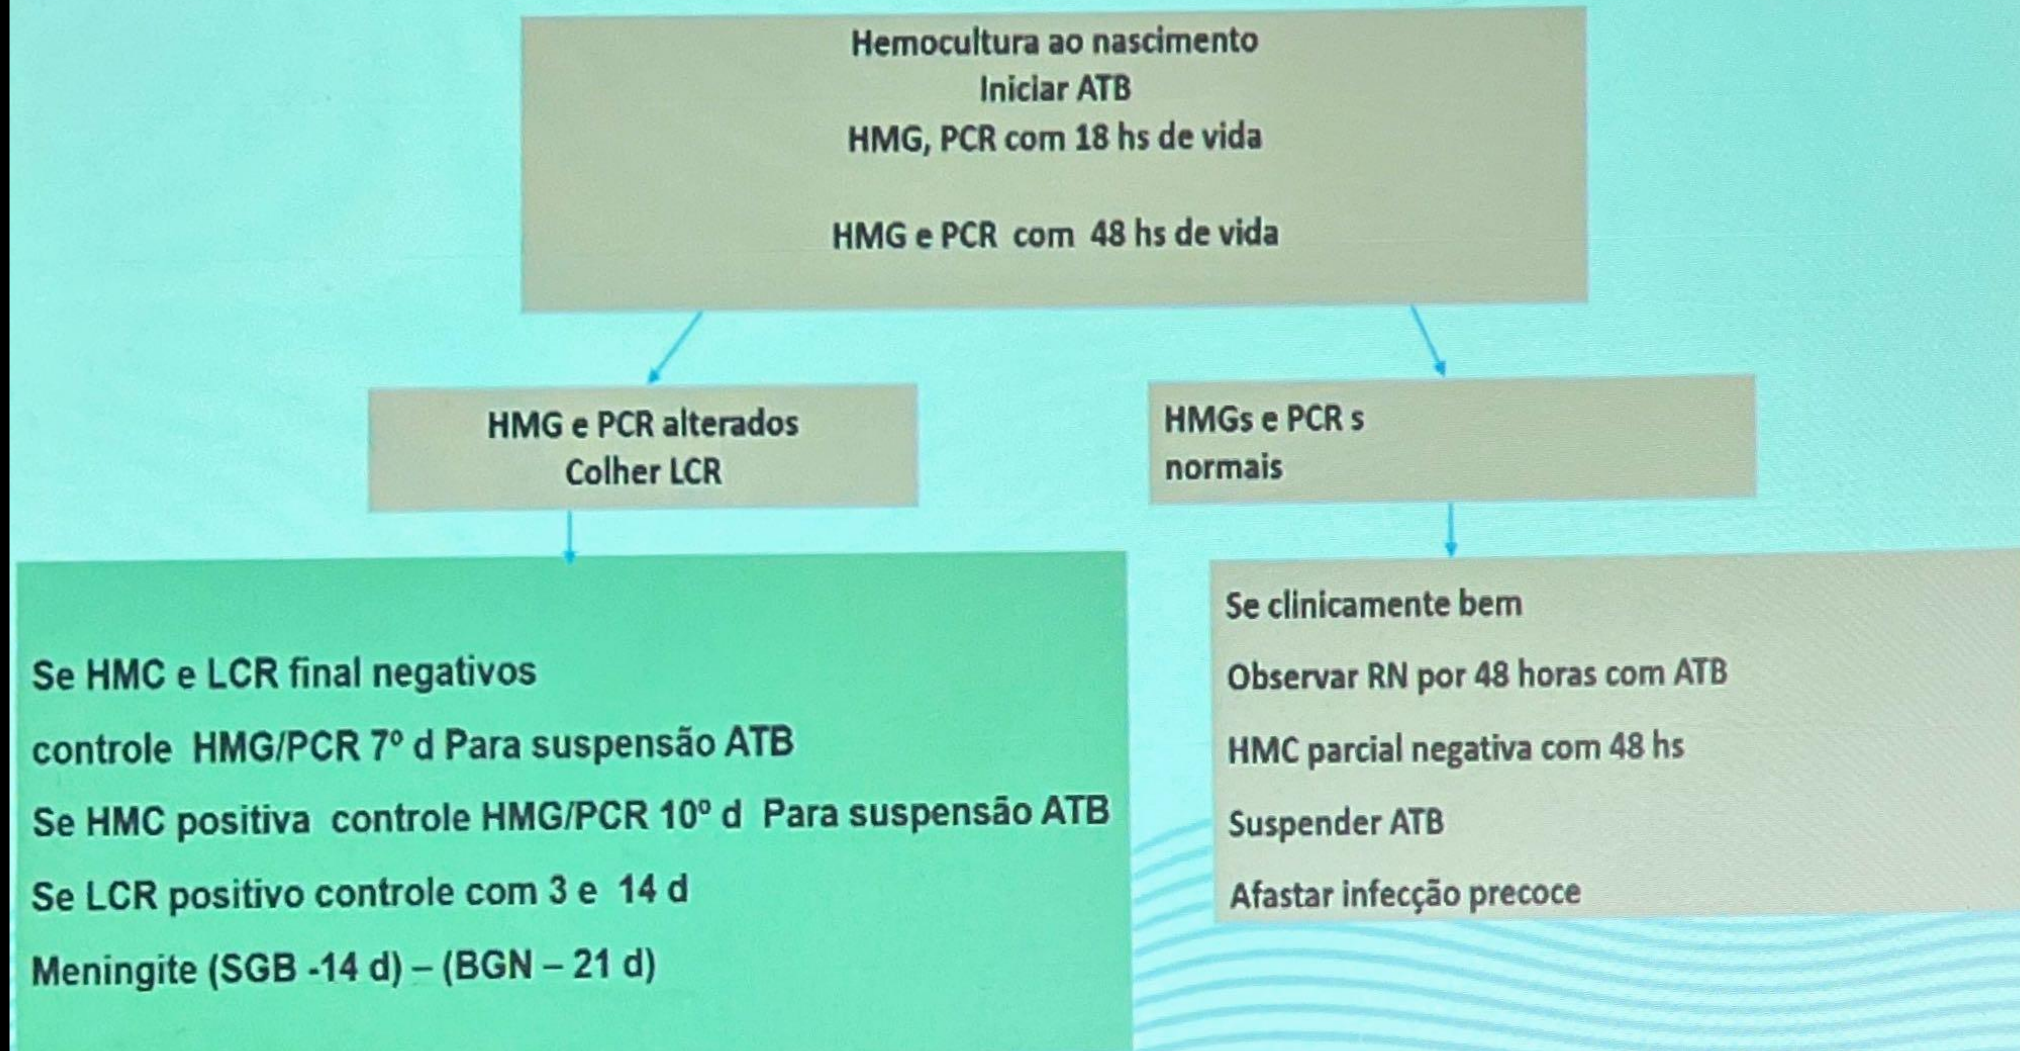 Hemocultura ao nascimento
Iniciar ATB
HMG, PCR com 18 hs de vida
HMG e PCR com 48 hs de vida
HMG e PCR alterados
Colher LCR
HMGs e PCR s
normais
Se HMC e LCR final negativos
controle HMG/PCR 7º d Para suspensão ATB
Se HMC positiva controle HMG/PCR 10º d Para suspensão ATB
Se LCR positivo controle com 3 e 14 d
Meningite (SGB -14 d) – (BGN – 21 d)
Se clinicamente bem
Observar RN por 48 horas com ATB
HMC parcial negativa com 48 hs
Suspender ATB
Afastar infecção precoce